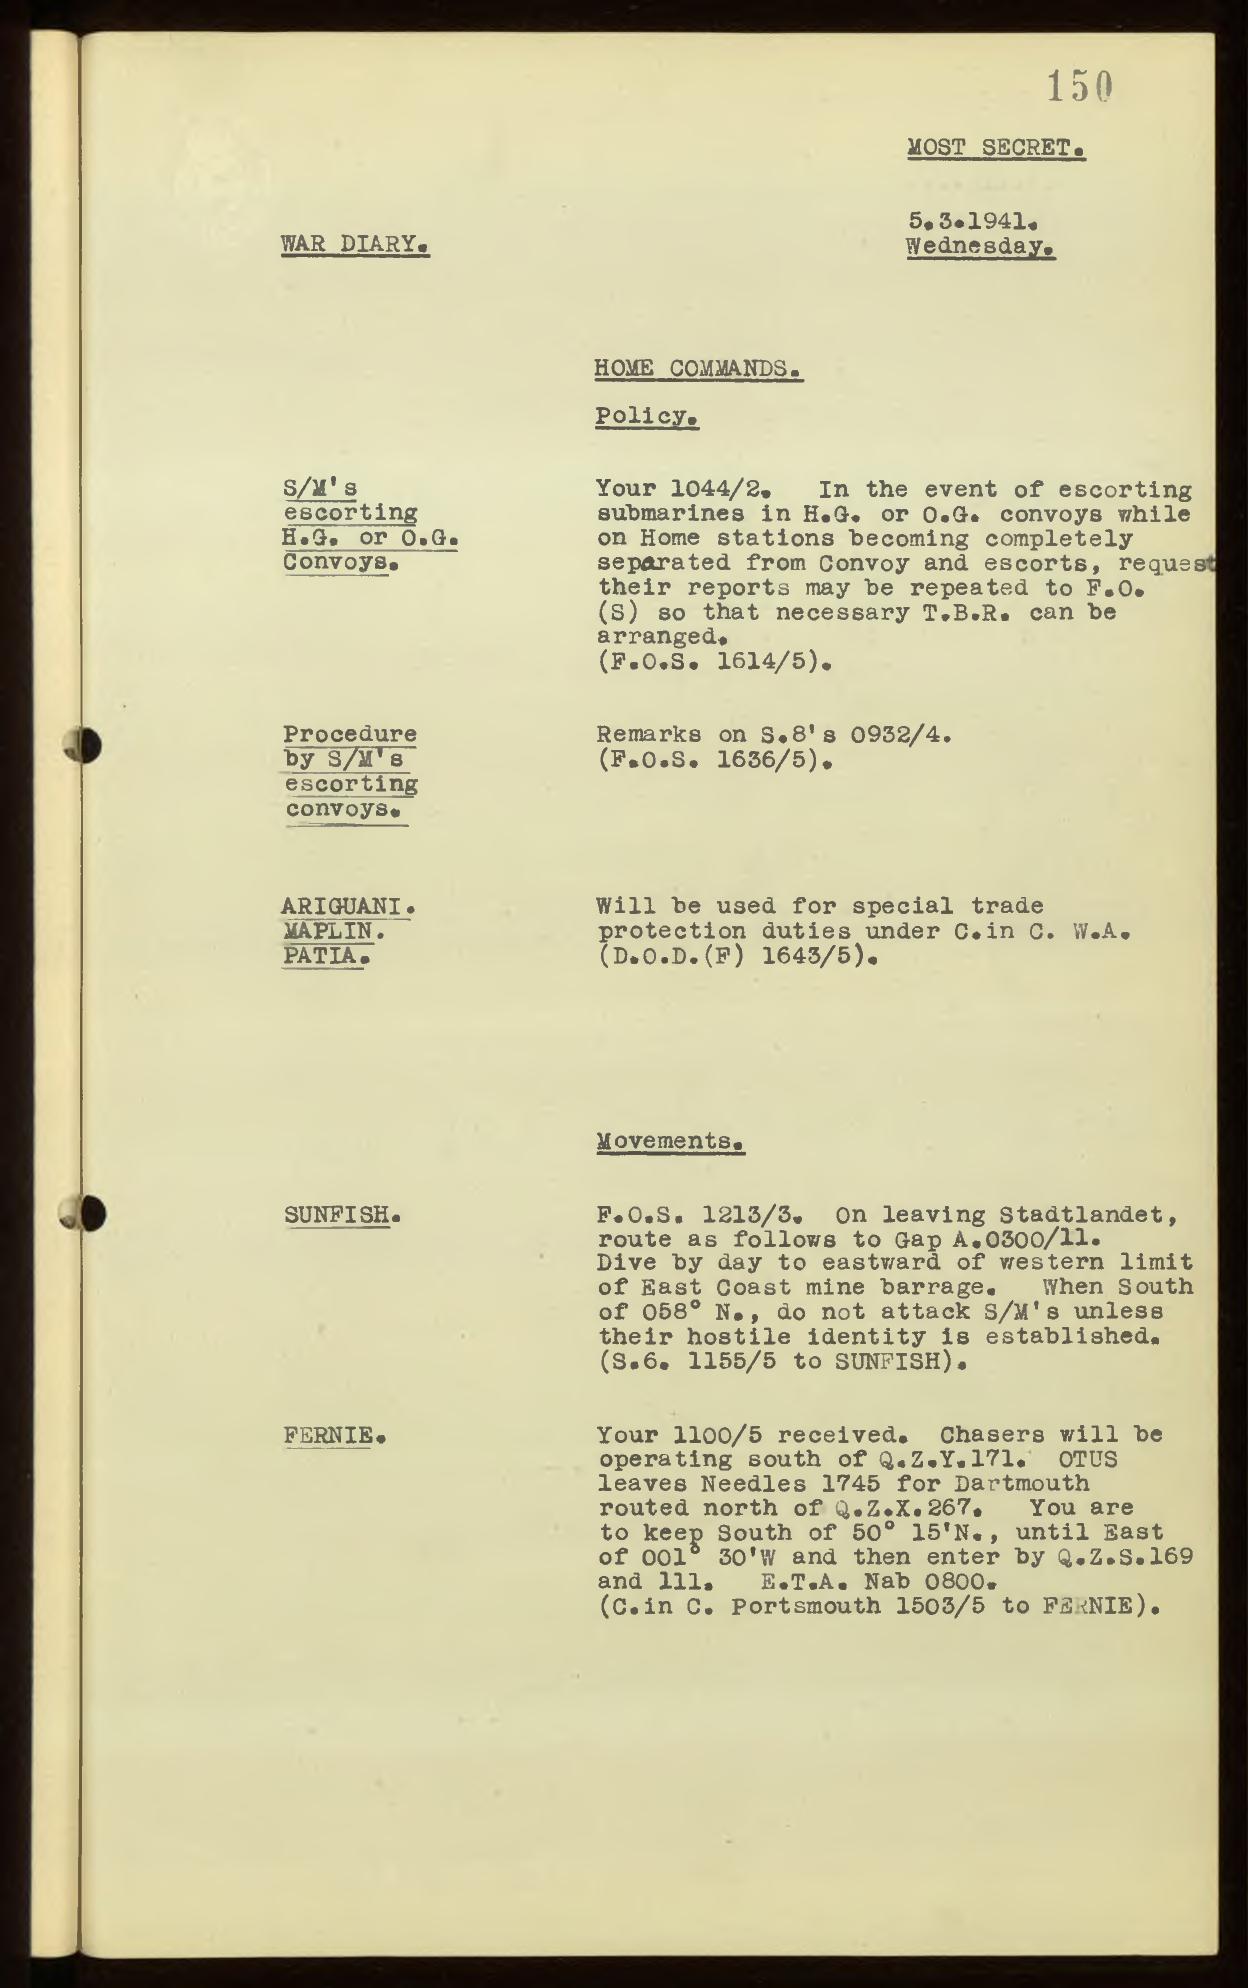 150
MOST SECRET.
5.3.1941.
WAR DIARY.
Wednesday.
HOME COMMANDS.
Policy.
S/M's
escorting
H.G. or O.G.
Convoys.
Your 1044/2. In the event of escorting
submarines in H.G. or O.G. convoys while
on Home stations becoming completely
separated from Convoy and escorts, request
their reports may be repeated to F.O.
(S) so that necessary T.B.R. can be
arranged.
(F.O.S. 1614/5).
Procedure
by S/M's
escorting
convoys.
Remarks on S.8's 0932/4.
(F.O.S. 1636/5).
ARIGUANI.
MAPLIN.
PATIA.
Will be used for special trade
protection duties under C.in C. W.A.
(D.O.D.(F) 1643/5).
Movements.
SUNFISH.
F.O.S. 1213/3. On leaving Stadtlandet,
route as follows to Gap A.0300/11.
Dive by day to eastward of western limit
of East Coast mine barrage. When South
of 058° N., do not attack S/M's unless
their hostile identity is established.
(S.6. 1155/5 to SUNFISH).
FERNIE.
Your 1100/5 received. Chasers will be
operating south of Q.Z.Y.171. OTUS
leaves Needles 1745 for Dartmouth
routed north of Q.Z.X.267. You are
to keep South of 50° 15'N., until East
of 001° 30'W and then enter by Q.Z.S.169
and 111. E.T.A. Nab 0800.
(C.in C. Portsmouth 1503/5 to FERNIE).